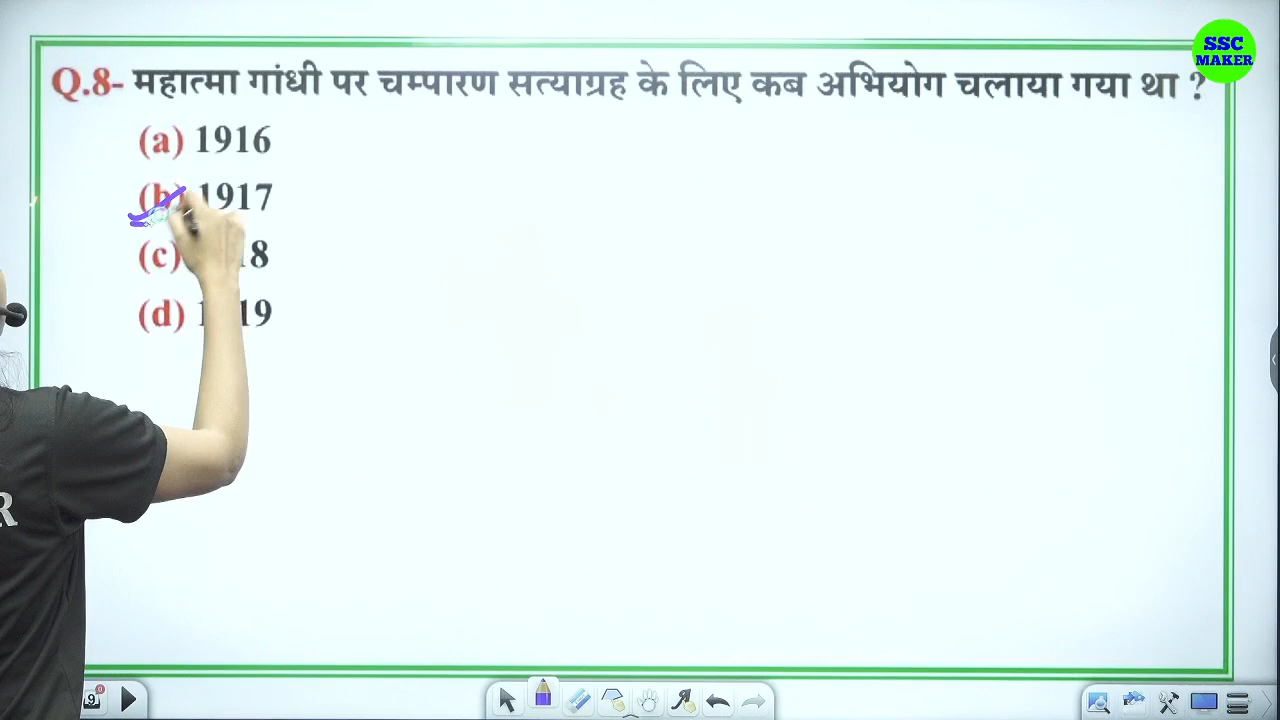 SSC
MAKER
Q.8- महात्मा गांधी पर चम्पारण सत्याग्रह के लिए कब अभियोग चलाया गया था ?
(a) 1916
(b) 1917
(c)
(d)
R